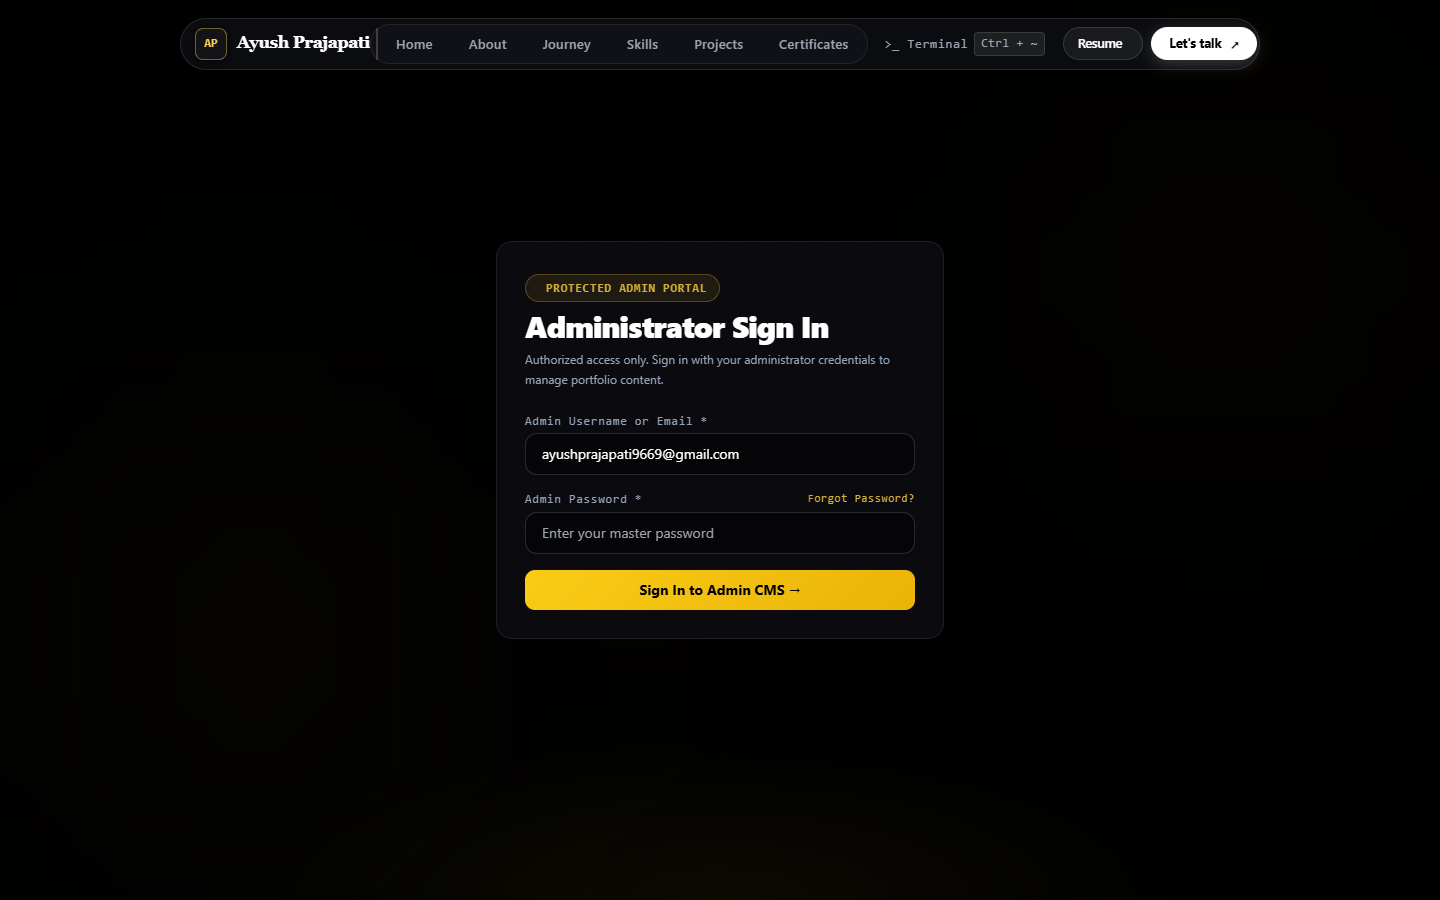 AP Ayush Prajapati Home About Journey Skills Projects Certificates >_ Terminal Ctrl + ~ Resume Let's talk ↗
PROTECTED ADMIN PORTAL
Administrator Sign In
Authorized access only. Sign in with your administrator credentials to
manage portfolio content.
Admin Username or Email *
ayushprajapati9669@gmail.com
Admin Password * Forgot Password?
Enter your master password
Sign In to Admin CMS →